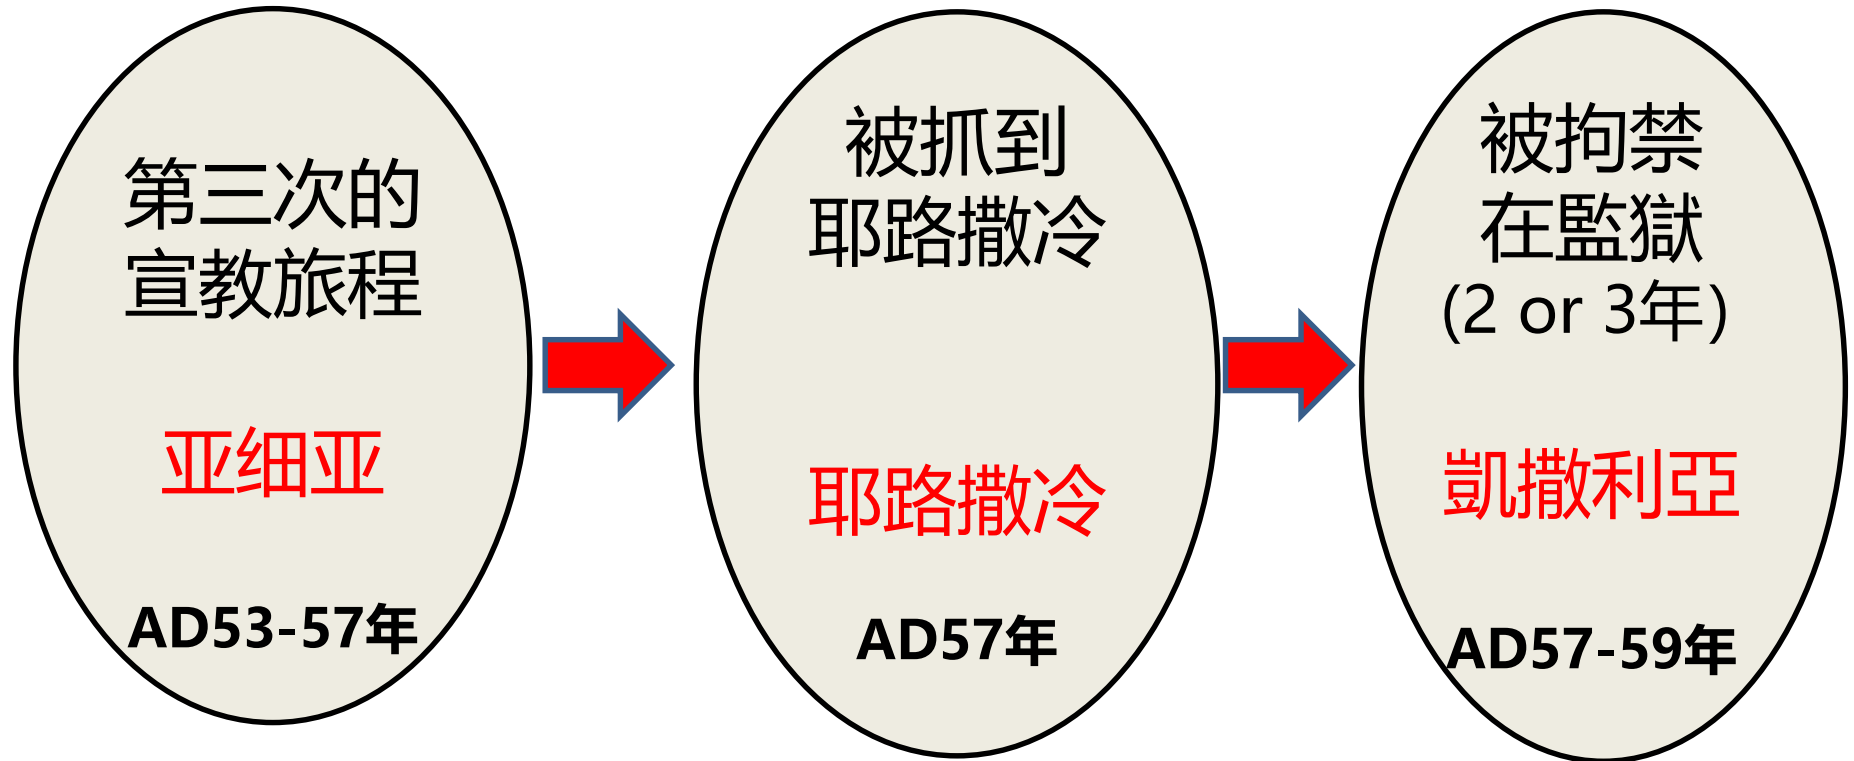 第三次的
宣教旅程
亚细亚
AD53-57年
被抓到
耶路撒冷
耶路撒冷
AD57年
被拘禁
在監獄
(2 or 3年)
凱撒利亞
AD57-59年